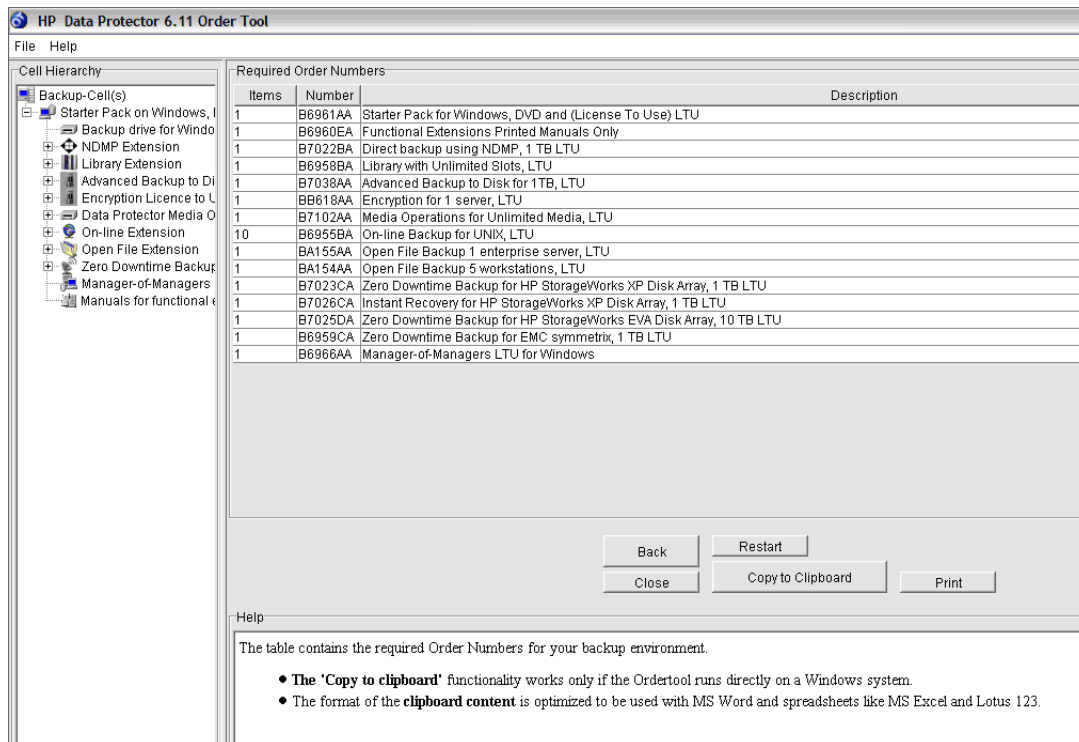 HP Data Protector 6.11 Order Tool
File Help
Cell Hierarchy
Backup-Cell(s)
Starter Pack on Windows,
Backup drive for Windo
NDMP Extension
Library Extension
Advanced Backup to Di
Encryption Licence to U
Data Protector Media O
On-line Extension
Open File Extension
Zero Downtime Backup
Manager-of-Managers
Manuals for functional e
Required Order Numbers
Items Number Description
1 B6961AA Starter Pack for Windows, DVD and (License To Use) LTU
1 B6960EA Functional Extensions Printed Manuals Only
1 B7022BA Direct backup using NDMP, 1 TB LTU
1 B6958BA Library with Unlimited Slots, LTU
1 B7038AA Advanced Backup to Disk for 1TB, LTU
1 BB618AA Encryption for 1 server, LTU
1 B7102AA Media Operations for Unlimited Media, LTU
10 B6955BA On-line Backup for UNIX, LTU
1 BA155AA Open File Backup 1 enterprise server, LTU
1 BA154AA Open File Backup 5 workstations, LTU
1 B7023CA Zero Downtime Backup for HP StorageWorks XP Disk Array, 1 TB LTU
1 B7026CA Instant Recovery for HP StorageWorks XP Disk Array, 1 TB LTU
1 B7025DA Zero Downtime Backup for HP StorageWorks EVA Disk Array, 10 TB LTU
1 B6959CA Zero Downtime Backup for EMC symmetrix, 1 TB LTU
1 B6966AA Manager-of-Managers LTU for Windows
Back Restart
Close Copy to Clipboard Print
Help
The table contains the required Order Numbers for your backup environment.
● The 'Copy to clipboard' functionality works only if the Ordertool runs directly on a Windows system.
● The format of the clipboard content is optimized to be used with MS Word and spreadsheets like MS Excel and Lotus 123.